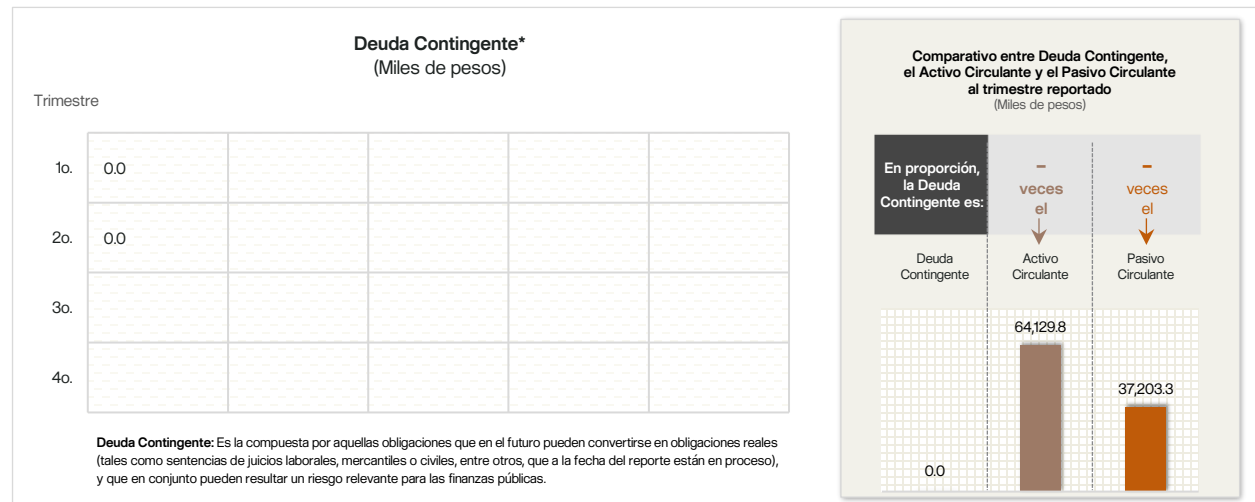 Deuda Contingente*
(Miles de pesos)
Trimestre
1o. 0.0
2o. 0.0
3o.
4o.
Deuda Contingente: Es la compuesta por aquellas obligaciones que en el futuro pueden convertirse en obligaciones reales
(tales como sentencias de juicios laborales, mercantiles o civiles, entre otros, que a la fecha del reporte están en proceso),
y que en conjunto pueden resultar un riesgo relevante para las finanzas públicas.
Comparativo entre Deuda Contingente,
el Activo Circulante y el Pasivo Circulante
al trimestre reportado
(Miles de pesos)
En proporción,
la Deuda
Contingente es:
–
veces
el
–
veces
el
Deuda
Contingente
Activo
Circulante
Pasivo
Circulante
64,129.8
37,203.3
0.0